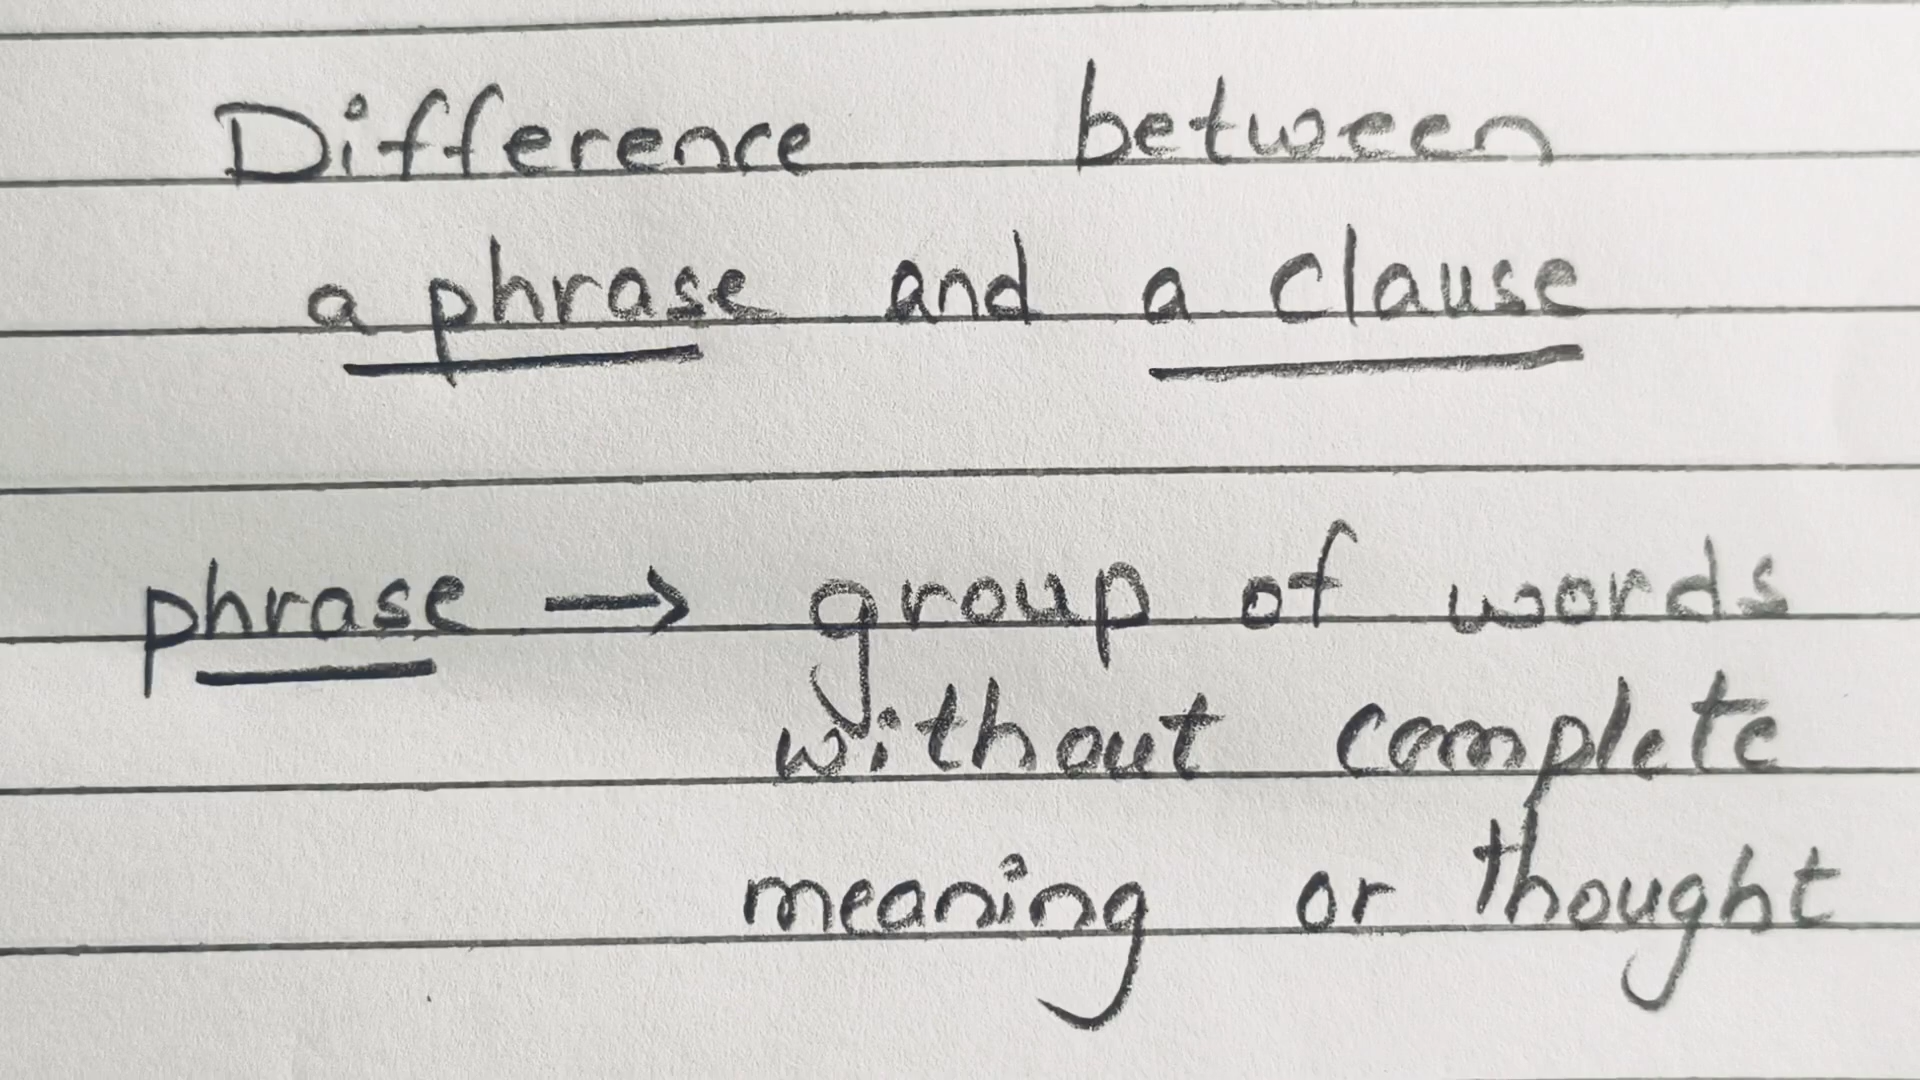 Difference between
a phrase and a clause
phrase → group of words
without complete
meaning or thought